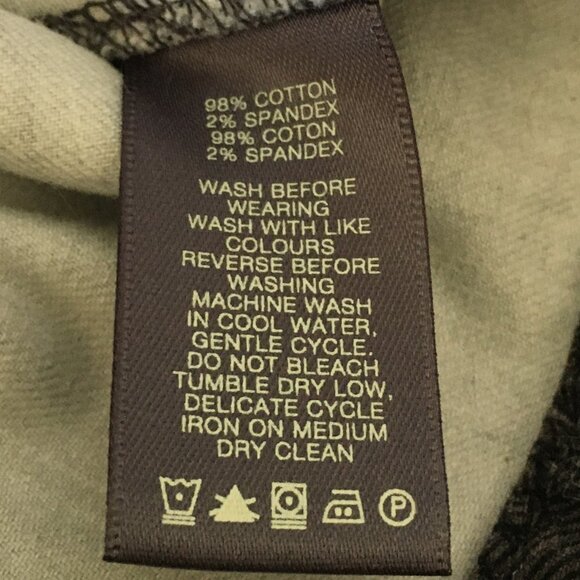 98% COTTON
2% SPANDEX
98% COTON
2% SPANDEX
WASH BEFORE
WEARING
WASH WITH LIKE
COLOURS
REVERSE BEFORE
WASHING
MACHINE WASH
IN COOL WATER,
GENTLE CYCLE.
DO NOT BLEACH
TUMBLE DRY LOW,
DELICATE CYCLE
IRON ON MEDIUM
DRY CLEAN
P